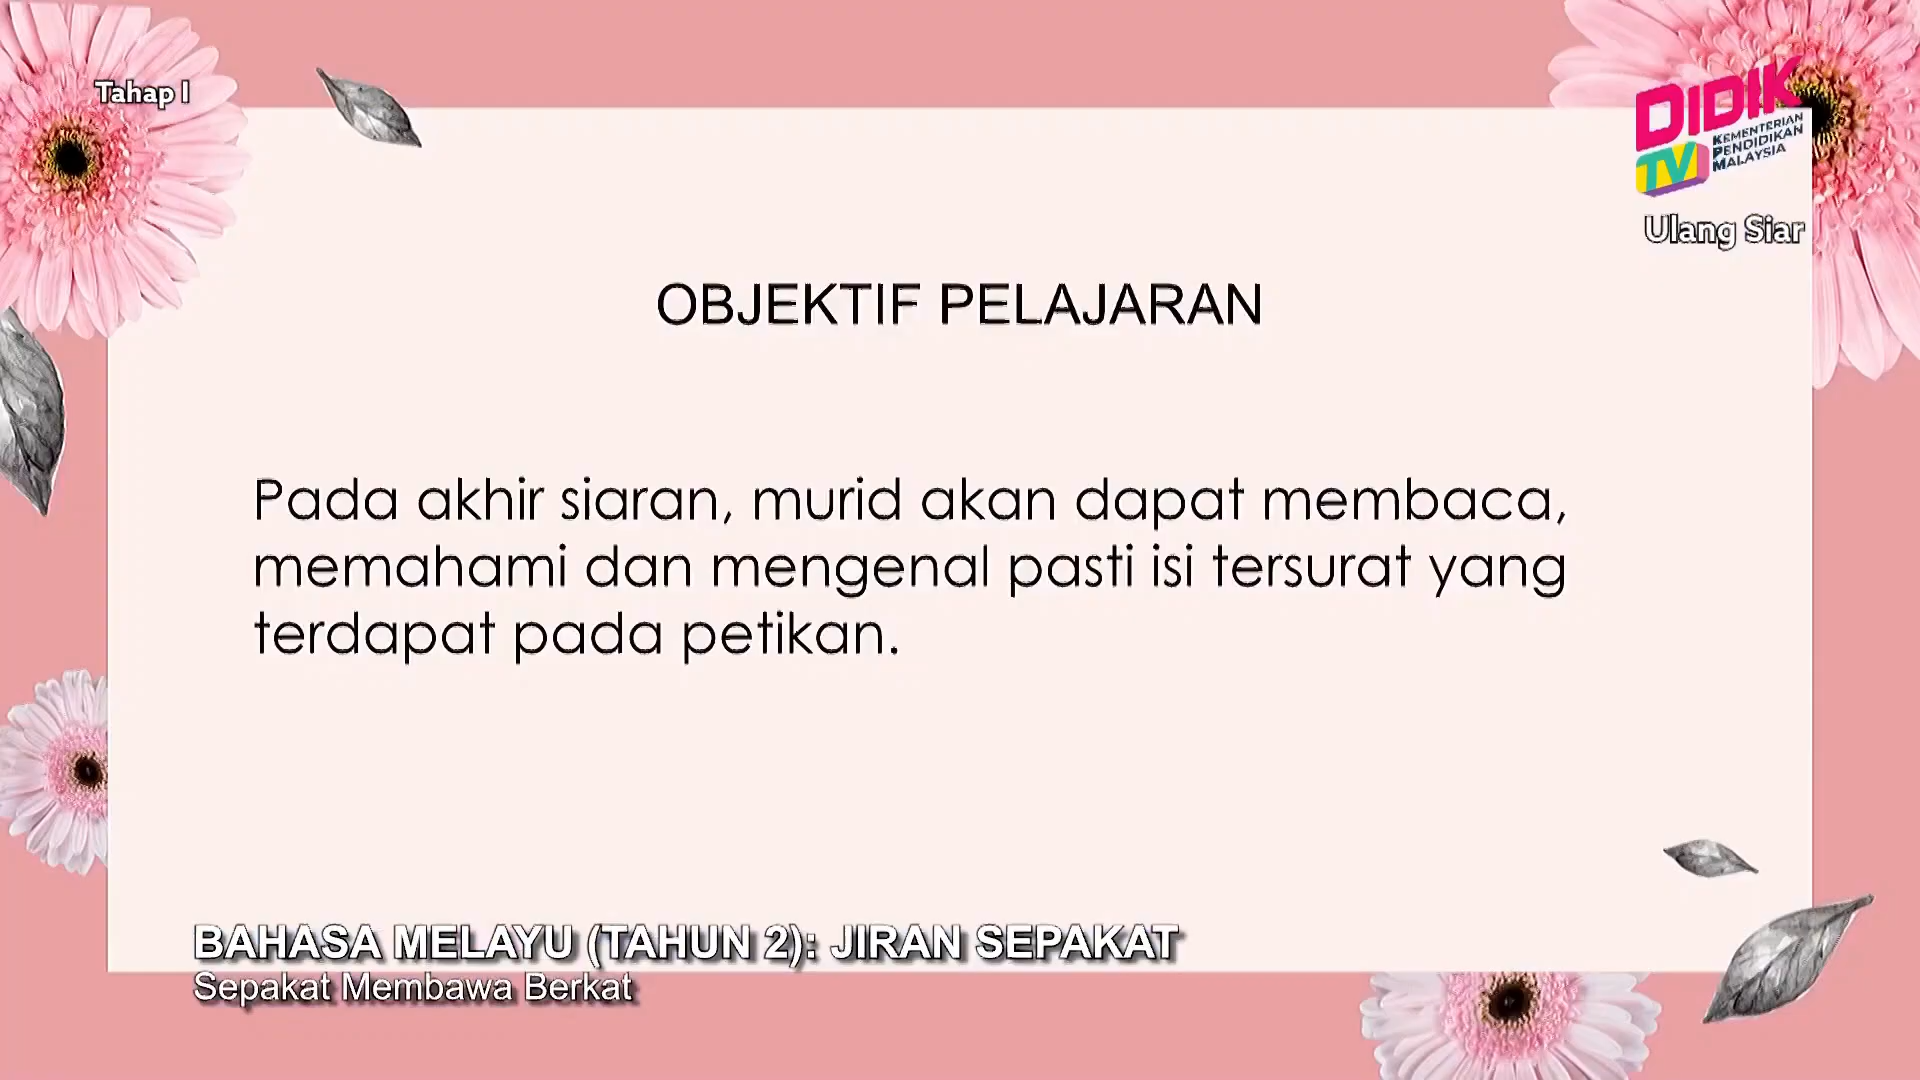 Tahap I
DIDIK
TV
KEMENTERIAN
PENDIDIKAN
MALAYSIA
Ulang Siar
OBJEKTIF PELAJARAN
Pada akhir siaran, murid akan dapat membaca,
memahami dan mengenal pasti isi tersurat yang
terdapat pada petikan.
BAHASA MELAYU (TAHUN 2): JIRAN SEPAKAT
Sepakat Membawa Berkat